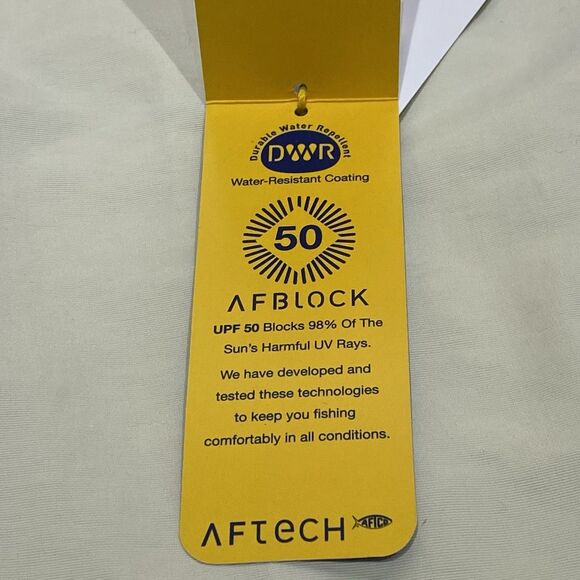 Durable Water Repellent
DWR
Water-Resistant Coating
50
AFBLOCK
UPF 50 Blocks 98% Of The
Sun's Harmful UV Rays.
We have developed and
tested these technologies
to keep you fishing
comfortably in all conditions.
AFTECH AFTCO